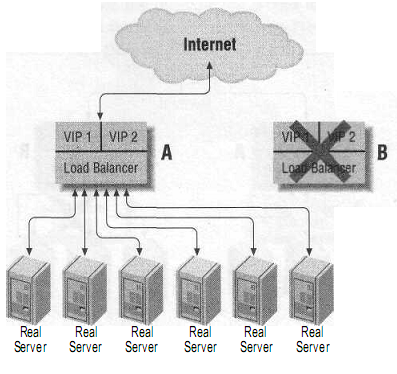 Internet
VIP 1 VIP 2
Load Balancer
A
VIP 1 VIP 2
Load Balancer
B
Real Server
Real Server
Real Server
Real Server
Real Server
Real Server